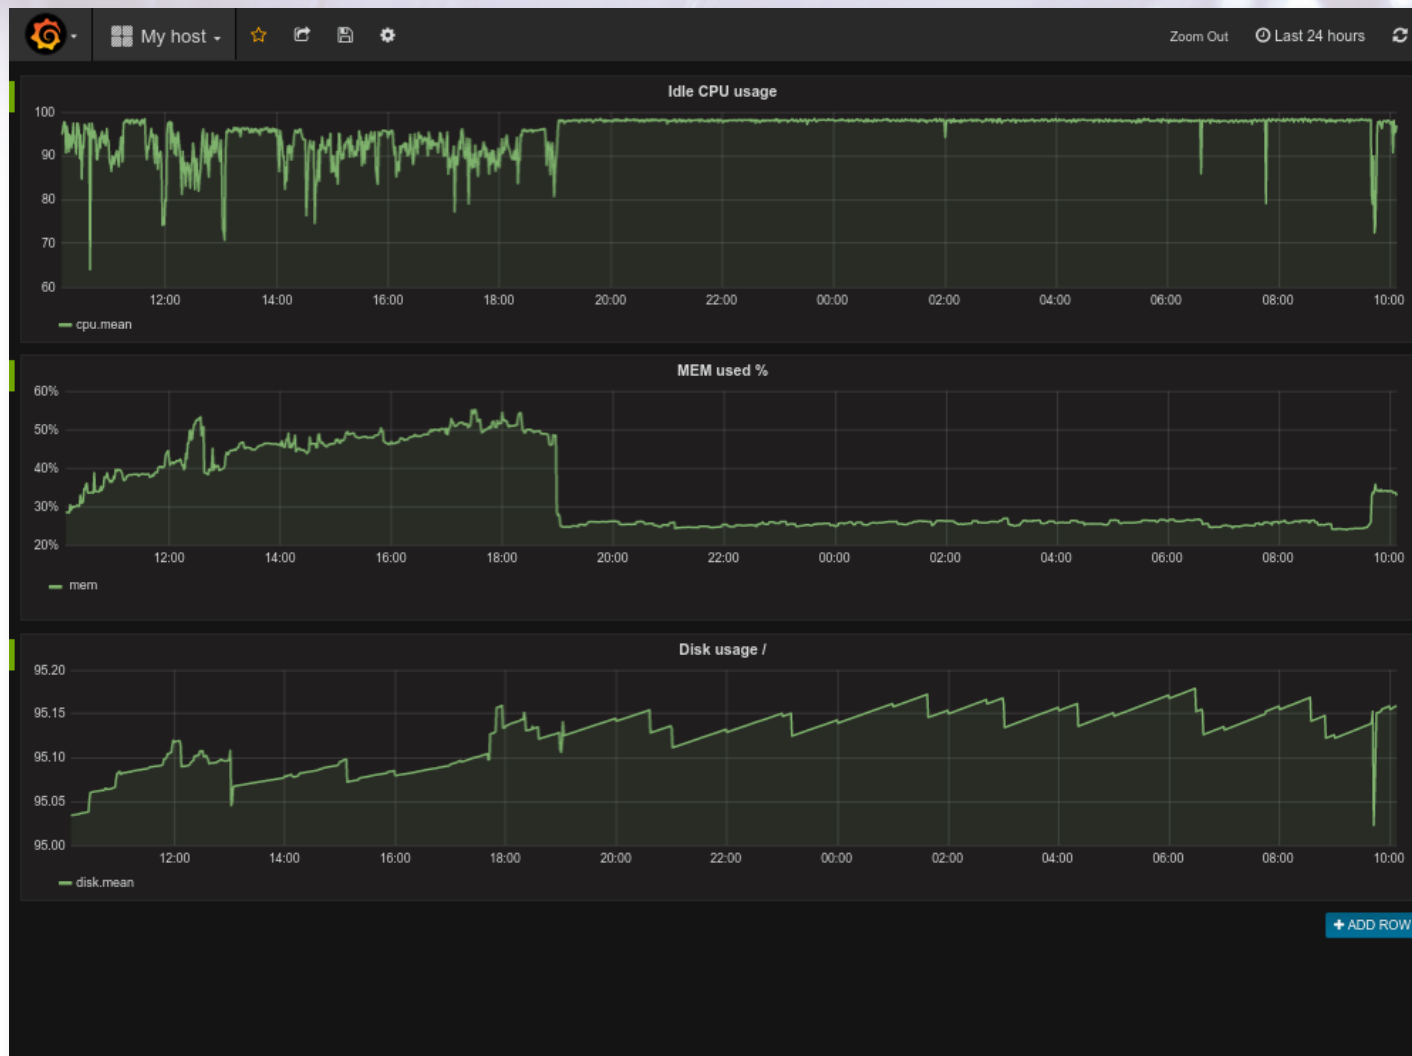 My host
Zoom Out Last 24 hours
Idle CPU usage
100
90
80
70
60
12:00 14:00 16:00 18:00 20:00 22:00 00:00 02:00 04:00 06:00 08:00 10:00
cpu.mean
MEM used %
60%
50%
40%
30%
20%
12:00 14:00 16:00 18:00 20:00 22:00 00:00 02:00 04:00 06:00 08:00 10:00
mem
Disk usage /
95.20
95.15
95.10
95.05
95.00
12:00 14:00 16:00 18:00 20:00 22:00 00:00 02:00 04:00 06:00 08:00 10:00
disk.mean
+ ADD ROW